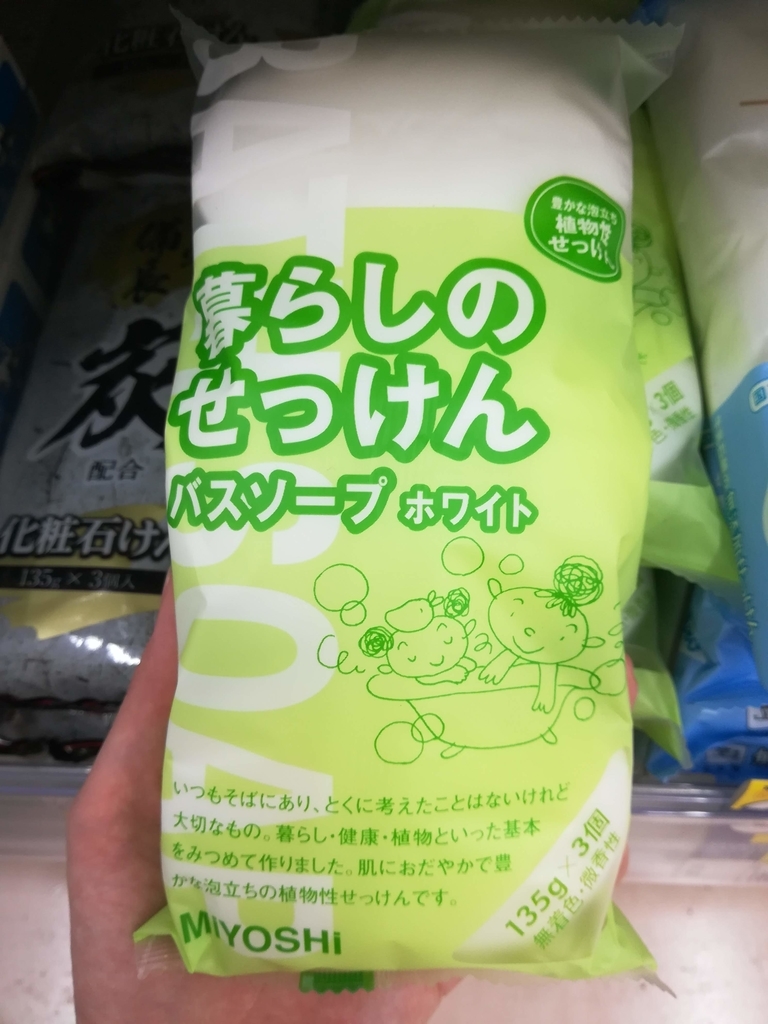 豊かな泡立ち
植物性
せっけん
暮らしの
せっけん
バスソープ ホワイト
BATH SOAP
いつもそばにあり、とくに考えたことはないけれど
大切なもの。暮らし・健康・植物といった基本
をみつめて作りました。肌におだやかで豊
かな泡立ちの植物性せっけんです。
135g×3個
無着色・微香性
MIYOSHi
炭
配合
化粧石け
135g × 3個入
×3個